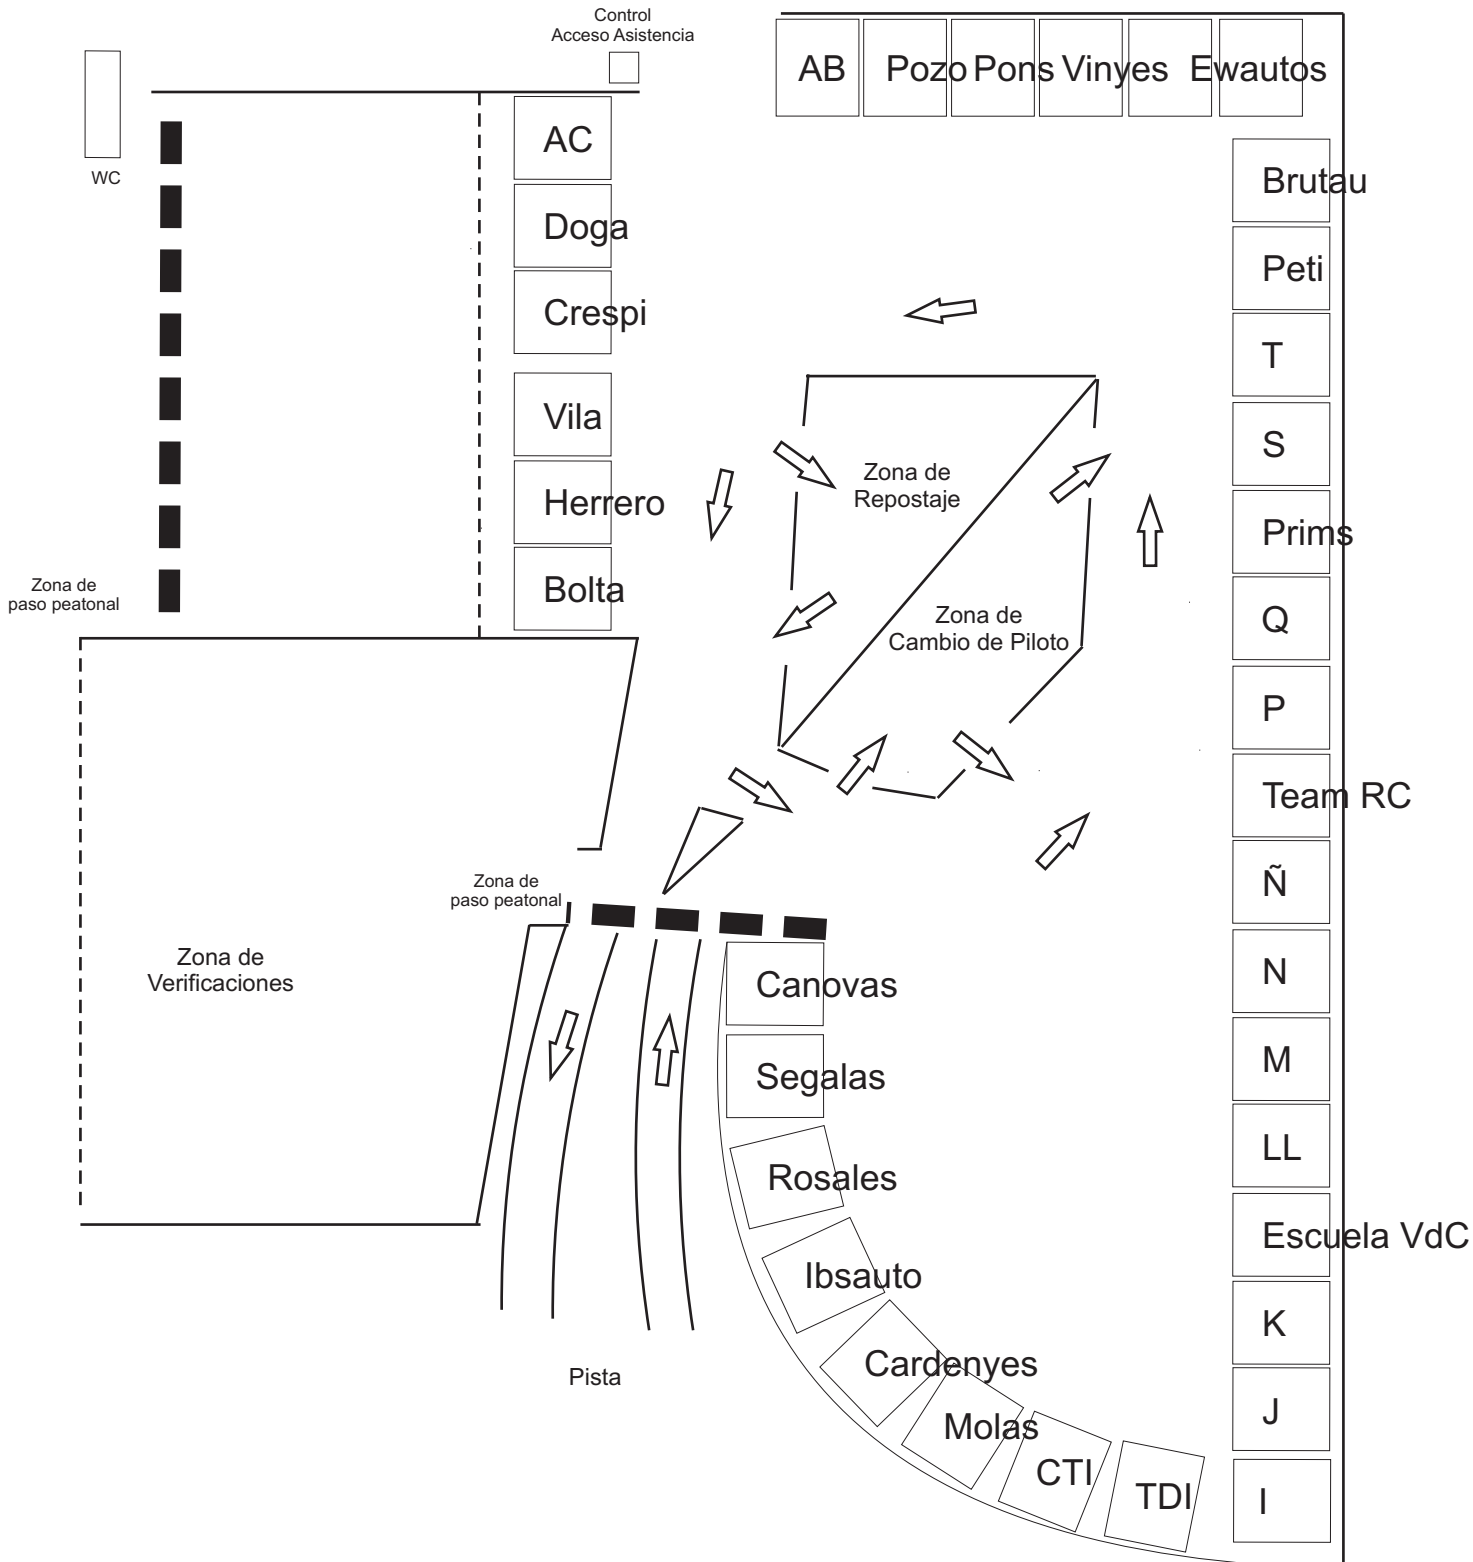 Control
Acceso Asistencia
AB
Pozo
Pons
Vinyes
Ewautos
WC
AC
Doga
Crespi
Vila
Herrero
Bolta
Zona de
paso peatonal
Zona de
Repostaje
Zona de
Cambio de Piloto
Brutau
Peti
T
S
Prims
Q
P
Team RC
Ñ
N
M
LL
Escuela VdC
K
J
I
Zona de
paso peatonal
Zona de
Verificaciones
Canovas
Segalas
Rosales
Ibsauto
Cardenyes
Molas
CTI
TDI
Pista